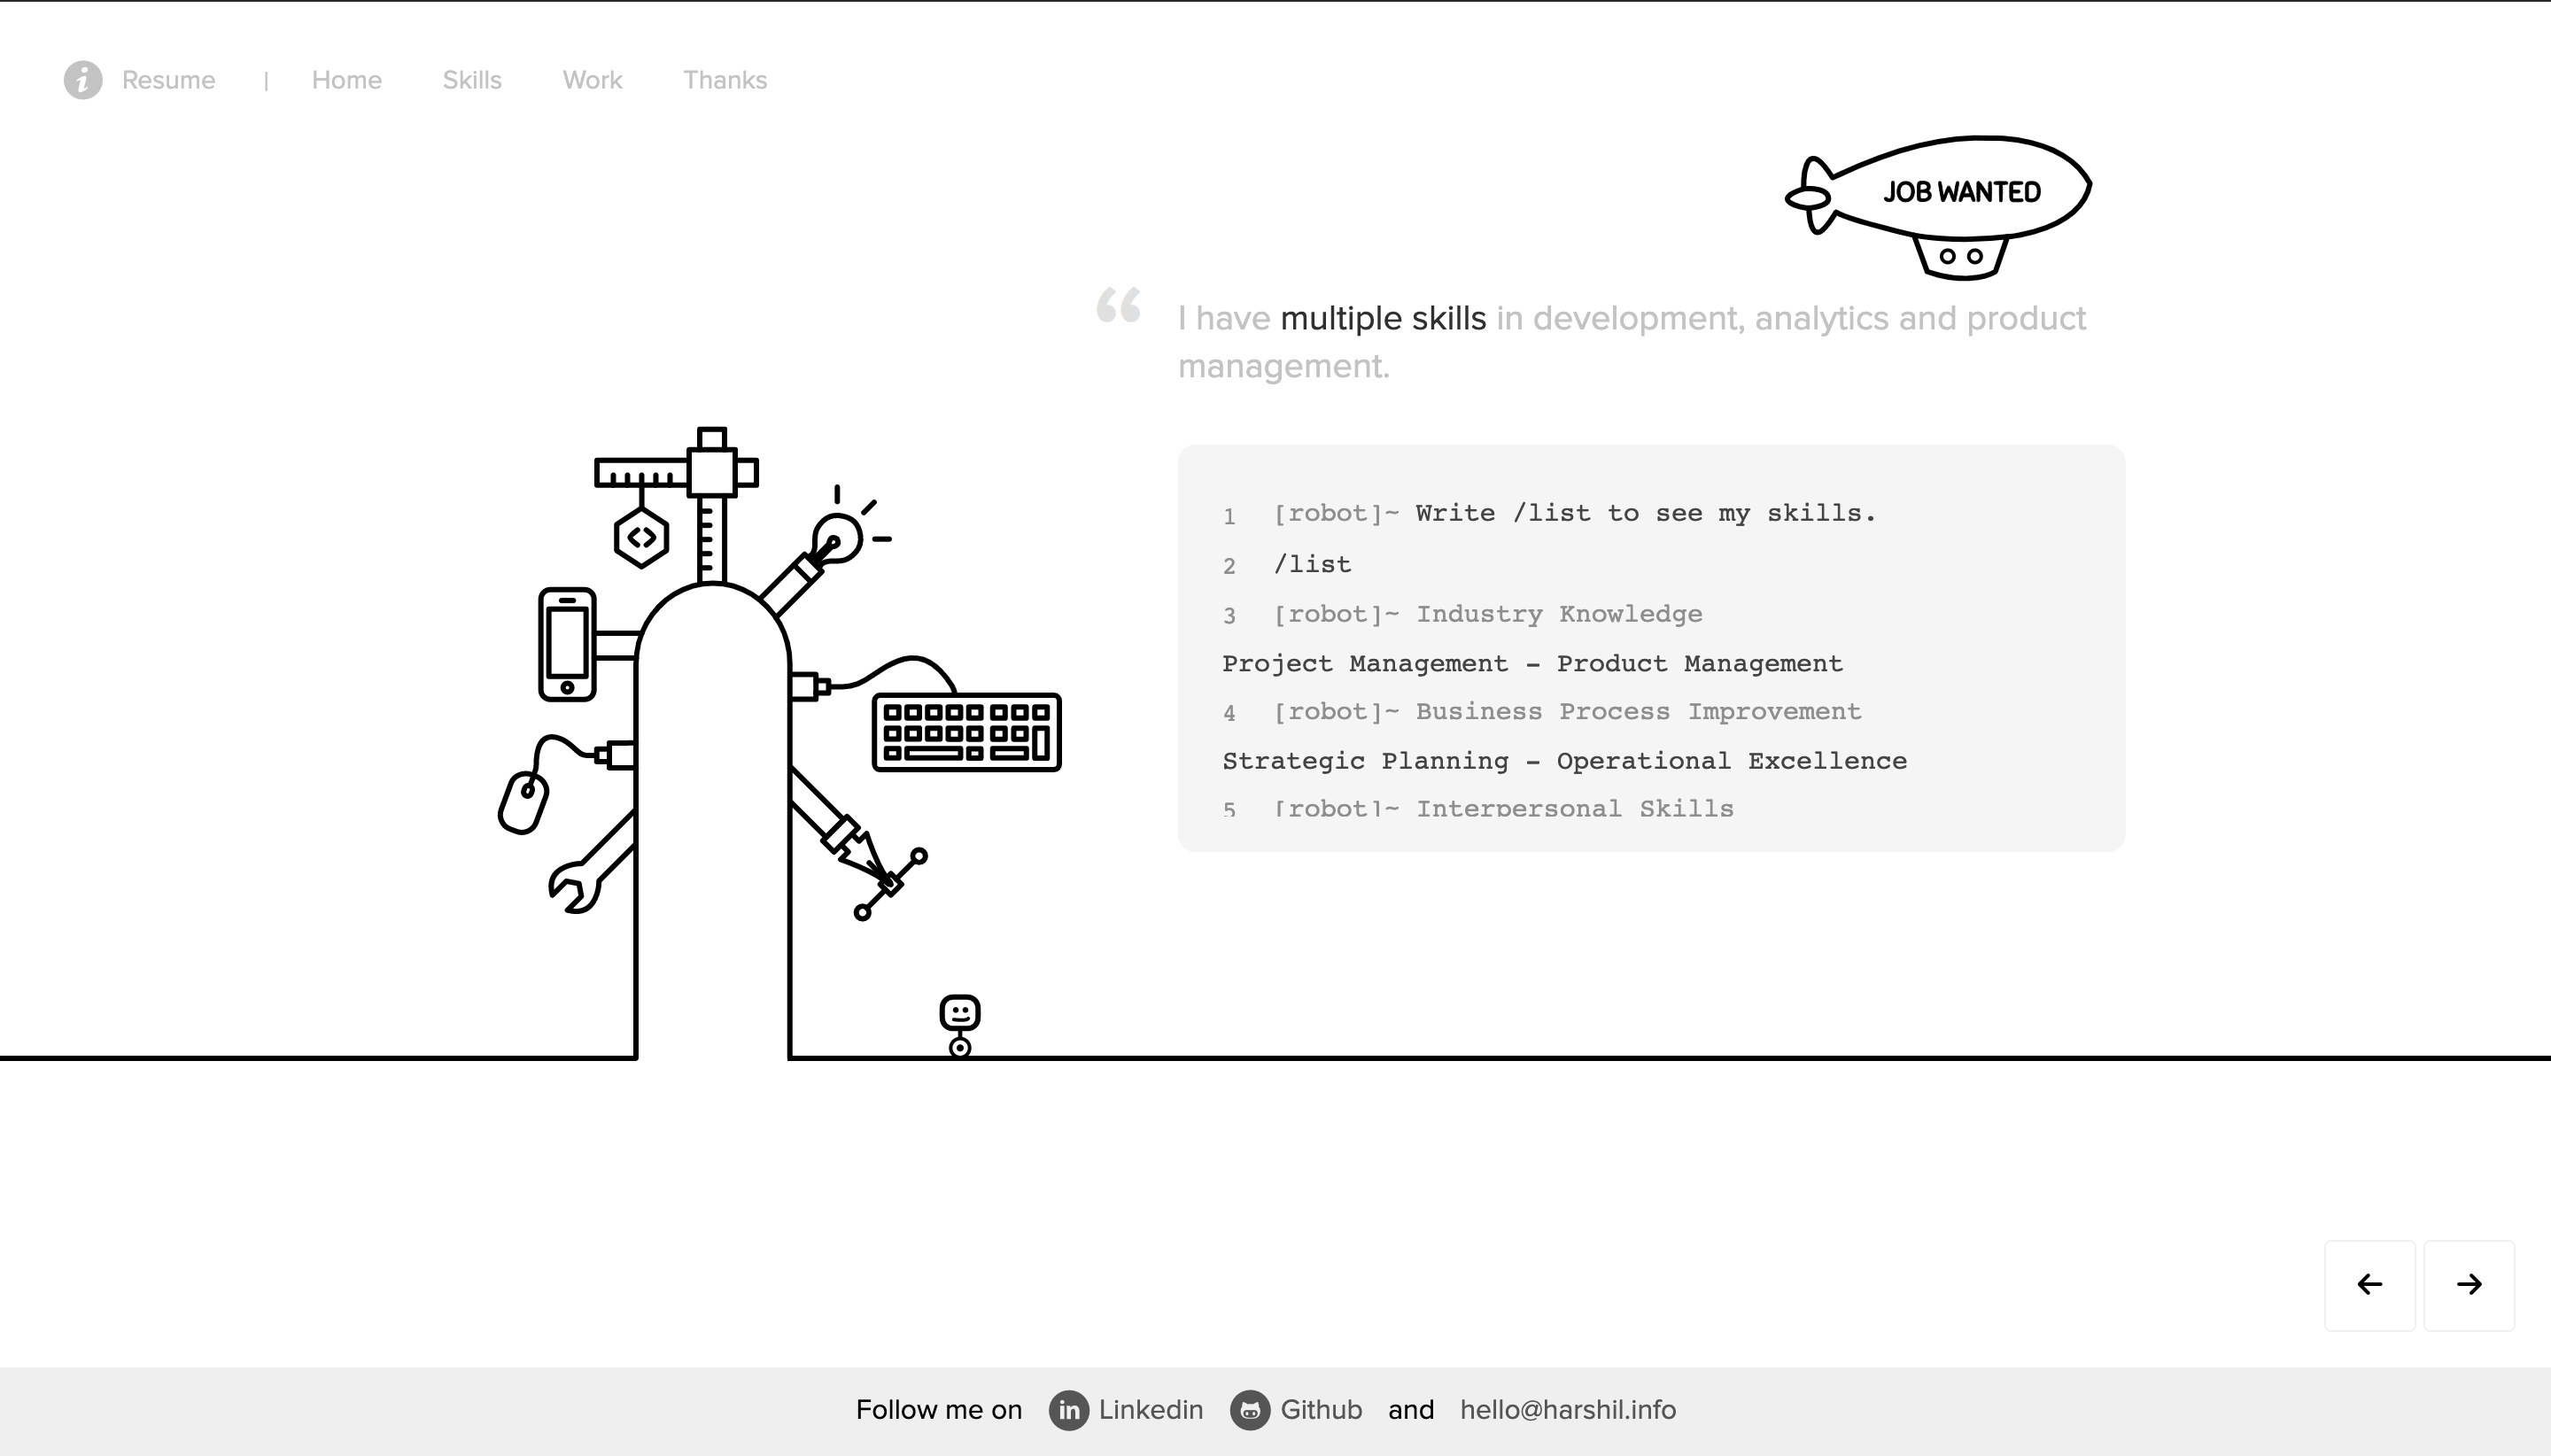 Resume | Home Skills Work Thanks
JOB WANTED
“ I have multiple skills in development, analytics and product
management.
1 [robot]~ Write /list to see my skills.
2 /list
3 [robot]~ Industry Knowledge
Project Management – Product Management
4 [robot]~ Business Process Improvement
Strategic Planning – Operational Excellence
5 [robot]~ Interpersonal Skills
Follow me on in Linkedin Github and hello@harshil.info